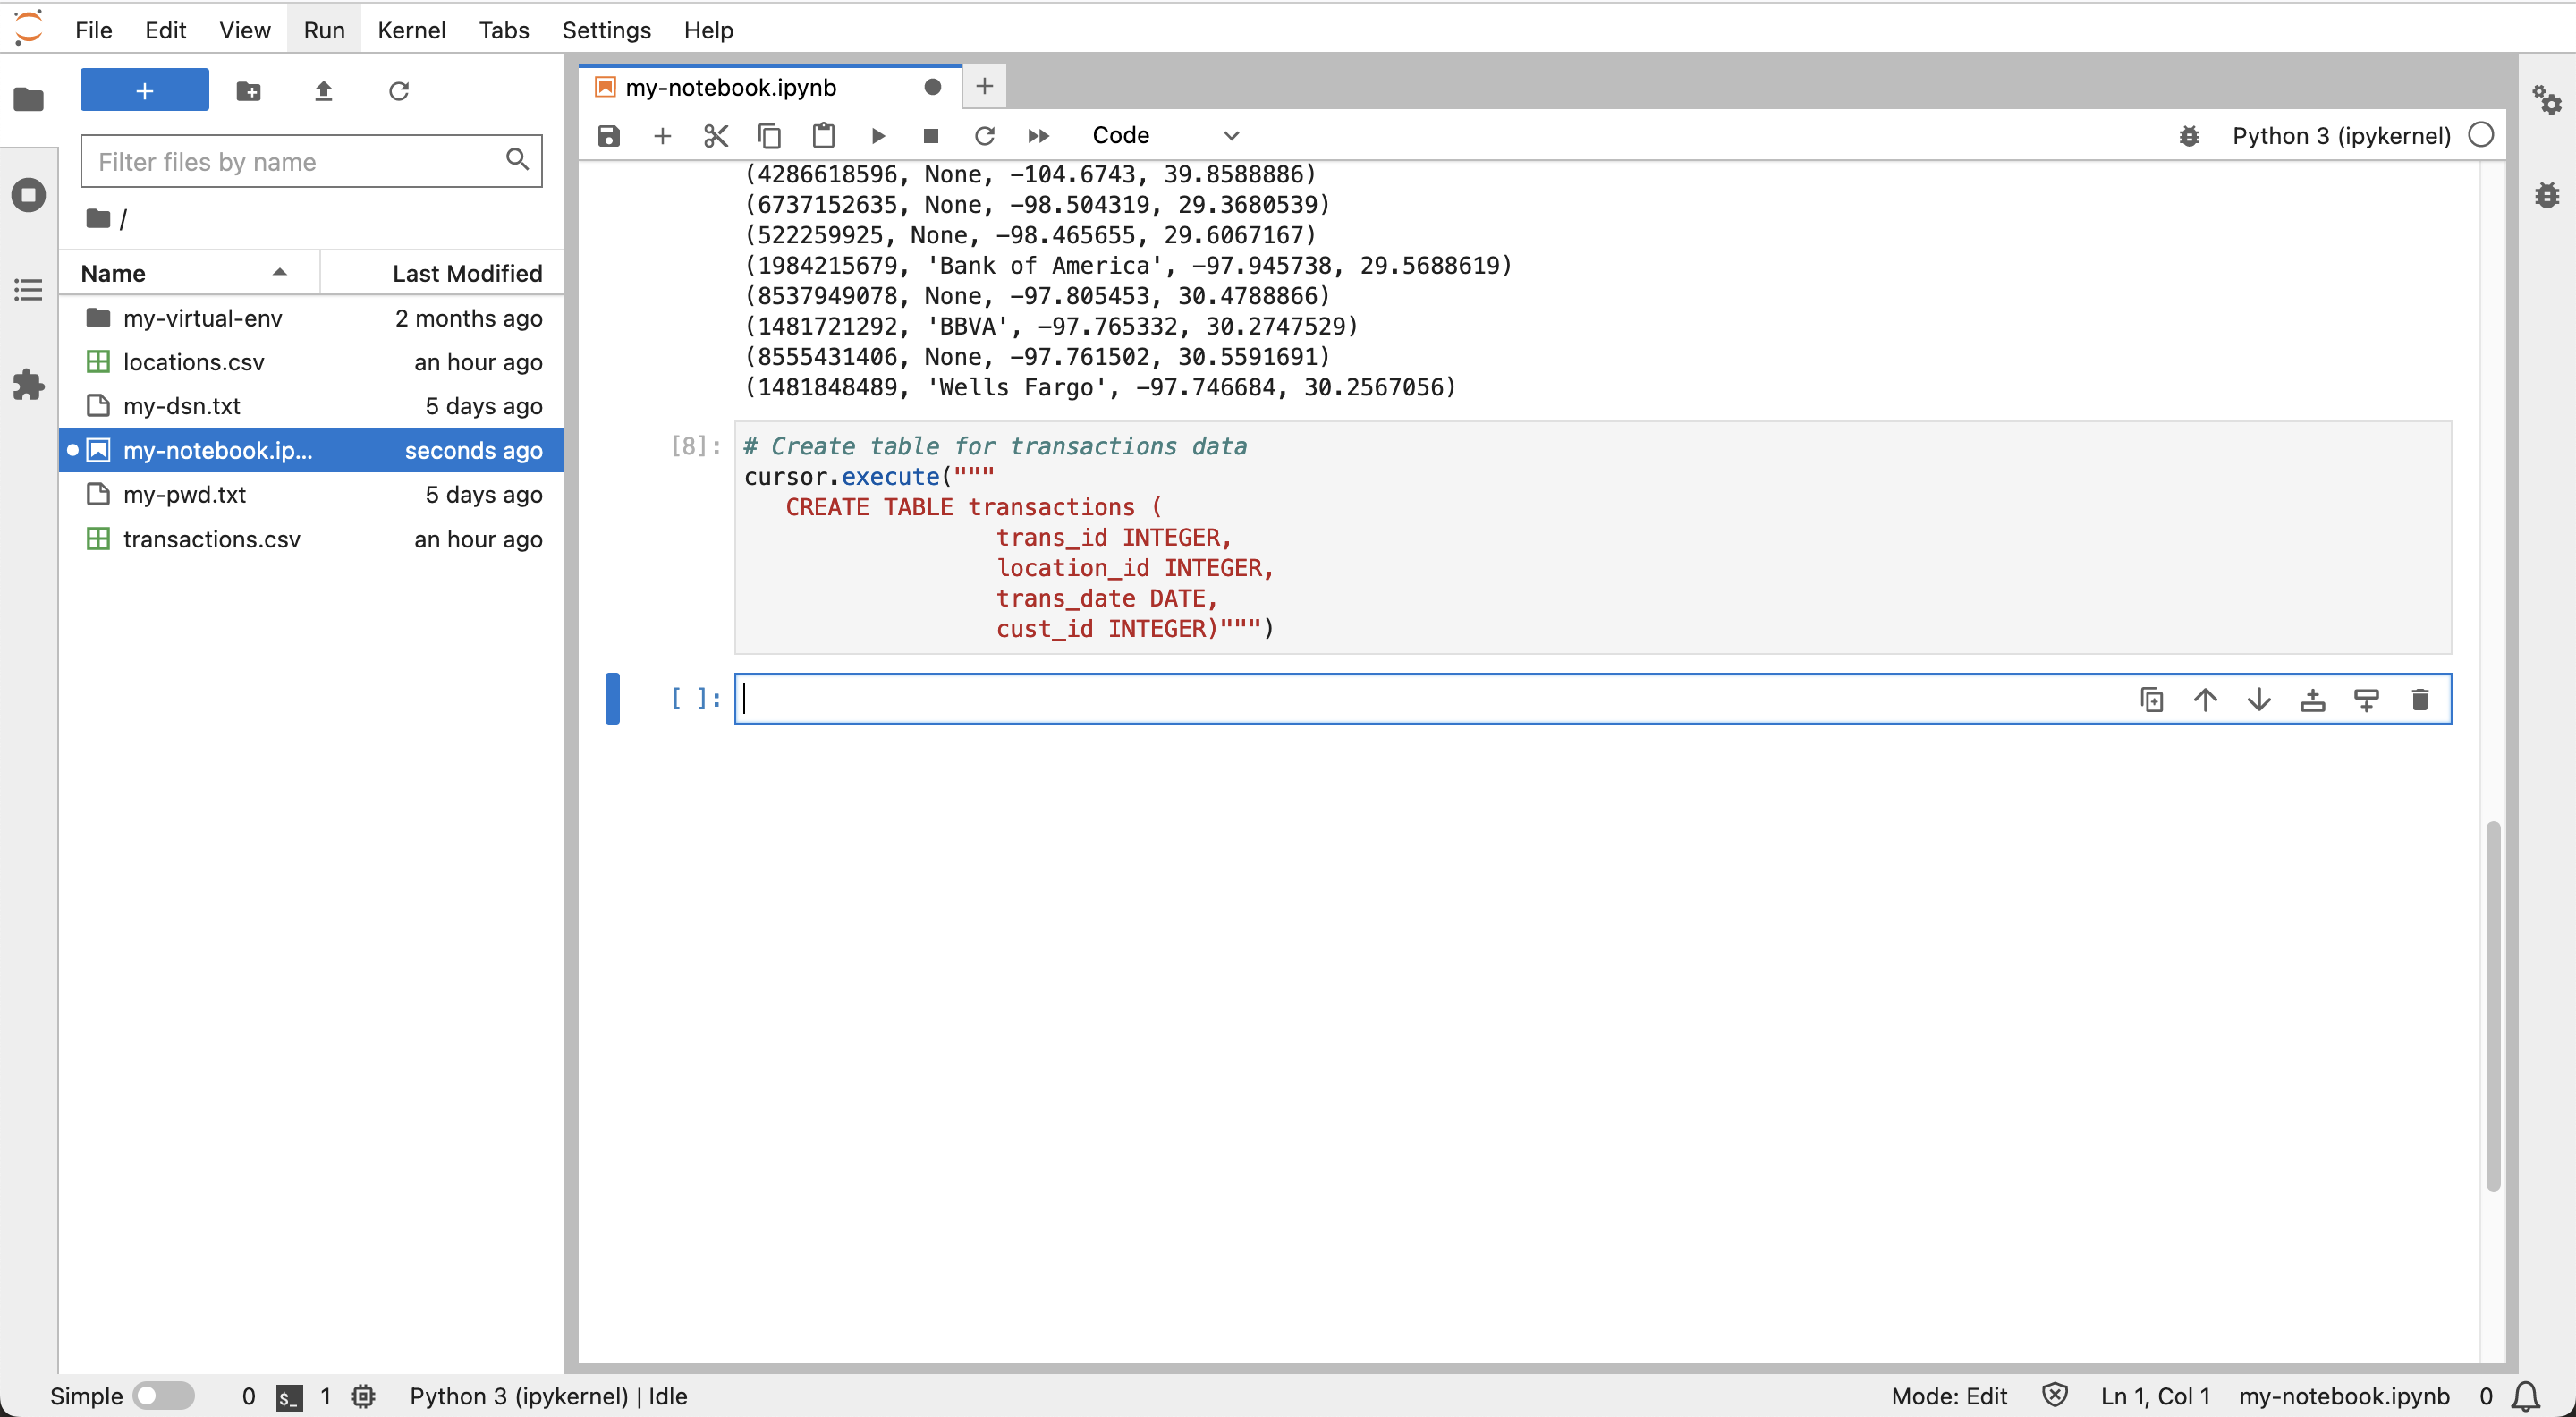 File Edit View Run Kernel Tabs Settings Help
+
Filter files by name
/
Name Last Modified
my-virtual-env 2 months ago
locations.csv an hour ago
my-dsn.txt 5 days ago
my-notebook.ip... seconds ago
my-pwd.txt 5 days ago
transactions.csv an hour ago
my-notebook.ipynb
Code Python 3 (ipykernel)
(4286618596, None, -104.6743, 39.8588886)
(6737152635, None, -98.504319, 29.3680539)
(522259925, None, -98.465655, 29.6067167)
(1984215679, 'Bank of America', -97.945738, 29.5688619)
(8537949078, None, -97.805453, 30.4788866)
(1481721292, 'BBVA', -97.765332, 30.2747529)
(8555431406, None, -97.761502, 30.5591691)
(1481848489, 'Wells Fargo', -97.746684, 30.2567056)
[8]: # Create table for transactions data
cursor.execute("""
CREATE TABLE transactions (
trans_id INTEGER,
location_id INTEGER,
trans_date DATE,
cust_id INTEGER)""")
[ ]:
Simple 0 $_ 1 Python 3 (ipykernel) | Idle Mode: Edit Ln 1, Col 1 my-notebook.ipynb 0